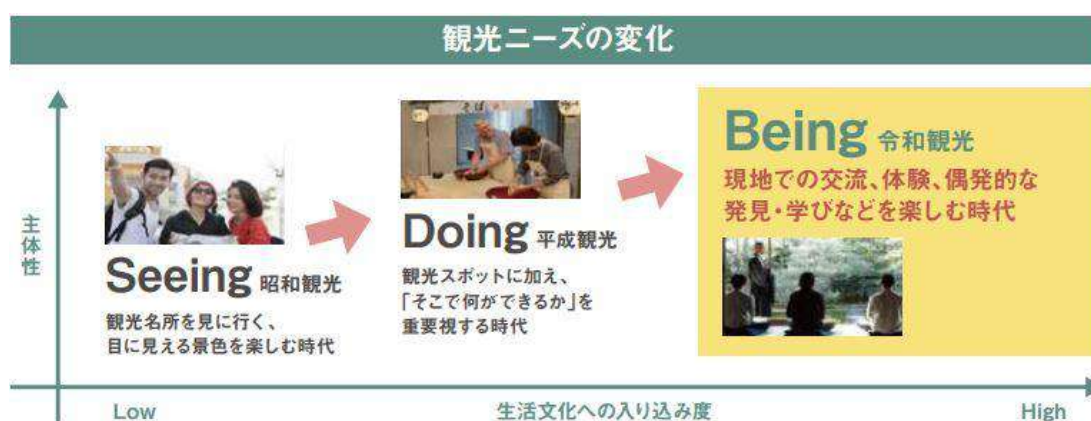 観光ニーズの変化
主体性
Seeing 昭和観光
観光名所を見に行く、
目に見える景色を楽しむ時代
そば
Doing 平成観光
観光スポットに加え、
「そこで何ができるか」を
重要視する時代
Being 令和観光
現地での交流、体験、偶発的な
発見・学びなどを楽しむ時代
Low
生活文化への入り込み度
High